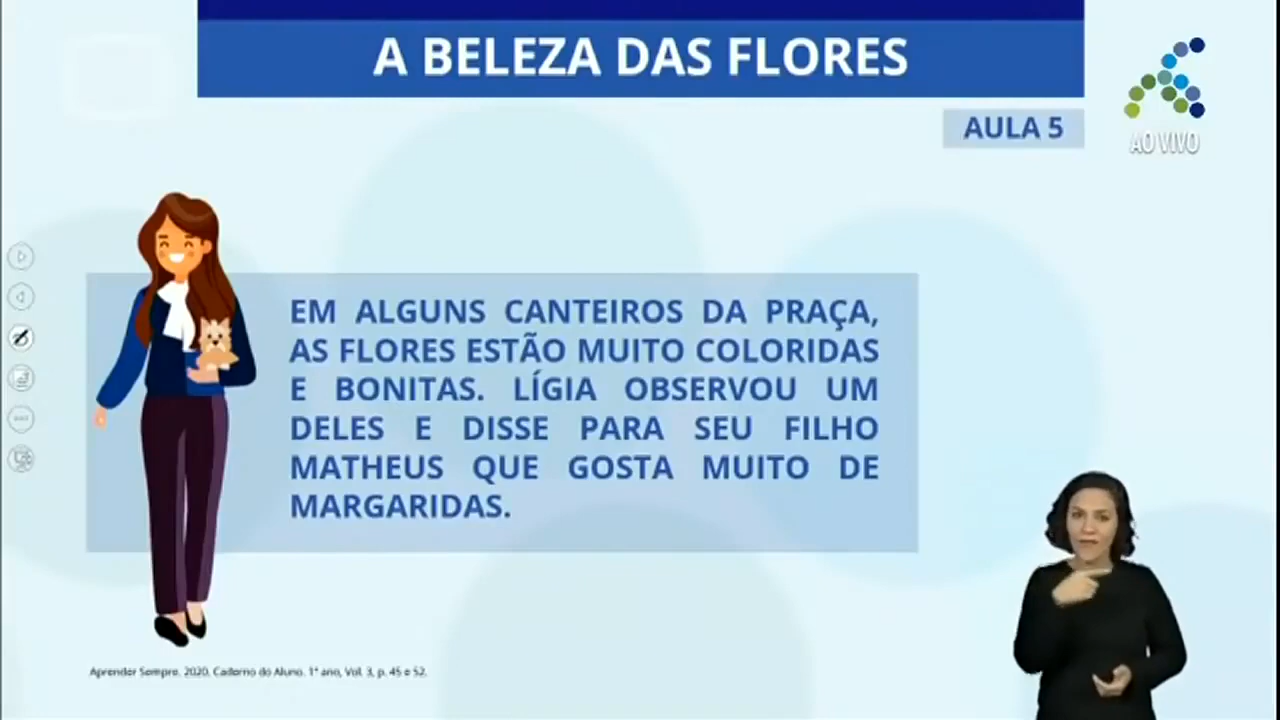 A BELEZA DAS FLORES
AULA 5
AO VIVO
EM ALGUNS CANTEIROS DA PRAÇA,
AS FLORES ESTÃO MUITO COLORIDAS
E BONITAS. LÍGIA OBSERVOU UM
DELES E DISSE PARA SEU FILHO
MATHEUS QUE GOSTA MUITO DE
MARGARIDAS.
Aprender Sempre. 2020. Caderno do Aluno. 1º ano, Vol. 3, p. 45 e 52.